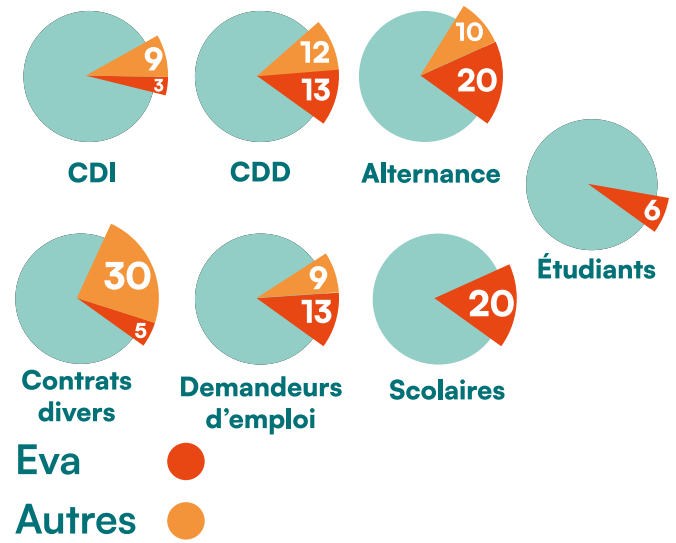 9
3
CDI
12
13
CDD
10
20
Alternance
6
Étudiants
30
5
Contrats
divers
9
13
Demandeurs
d'emploi
20
Scolaires
Eva
Autres